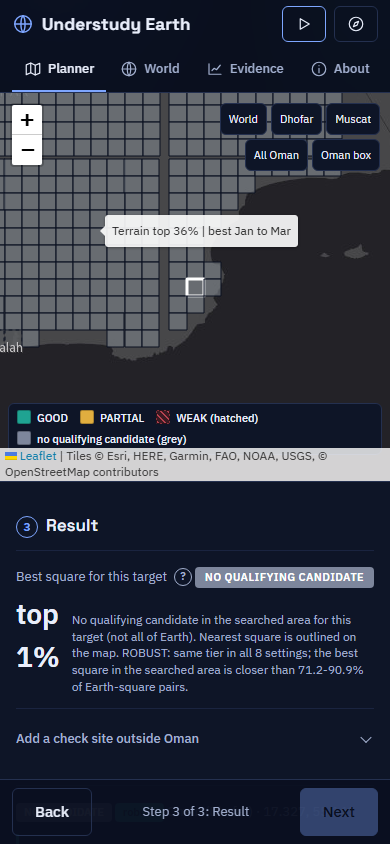 Understudy Earth
Planner
World
Evidence
About
+
−
World
Dhofar
Muscat
All Oman
Oman box
Terrain top 36% | best Jan to Mar
alah
GOOD
PARTIAL
WEAK (hatched)
no qualifying candidate (grey)
Leaflet | Tiles © Esri, HERE, Garmin, FAO, NOAA, USGS, ©
OpenStreetMap contributors
3 Result
Best square for this target ? NO QUALIFYING CANDIDATE
top
1%
No qualifying candidate in the searched area for this
target (not all of Earth). Nearest square is outlined on
the map. ROBUST: same tier in all 8 settings; the best
square in the searched area is closer than 71.2-90.9%
of Earth-square pairs.
Add a check site outside Oman
Back
Step 3 of 3: Result
Next